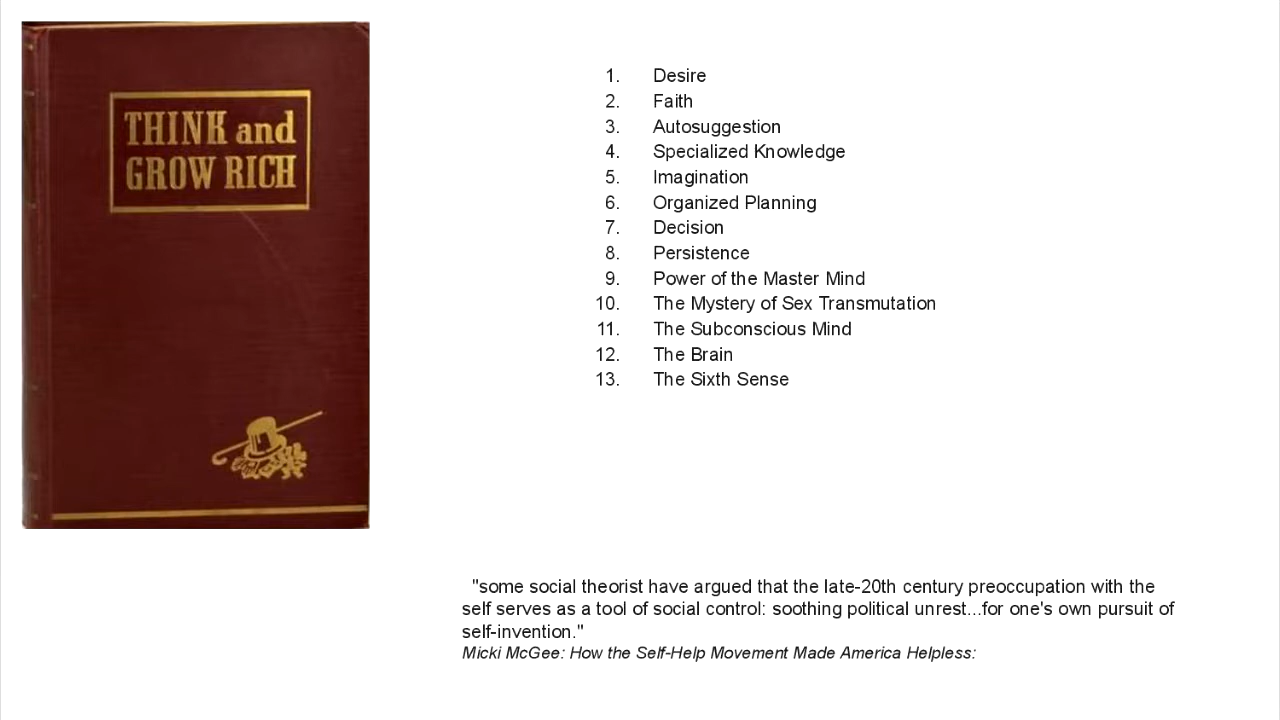 THINK and
GROW RICH
1. Desire
2. Faith
3. Autosuggestion
4. Specialized Knowledge
5. Imagination
6. Organized Planning
7. Decision
8. Persistence
9. Power of the Master Mind
10. The Mystery of Sex Transmutation
11. The Subconscious Mind
12. The Brain
13. The Sixth Sense
"some social theorist have argued that the late-20th century preoccupation with the
self serves as a tool of social control: soothing political unrest...for one's own pursuit of
self-invention."
Micki McGee: How the Self-Help Movement Made America Helpless: